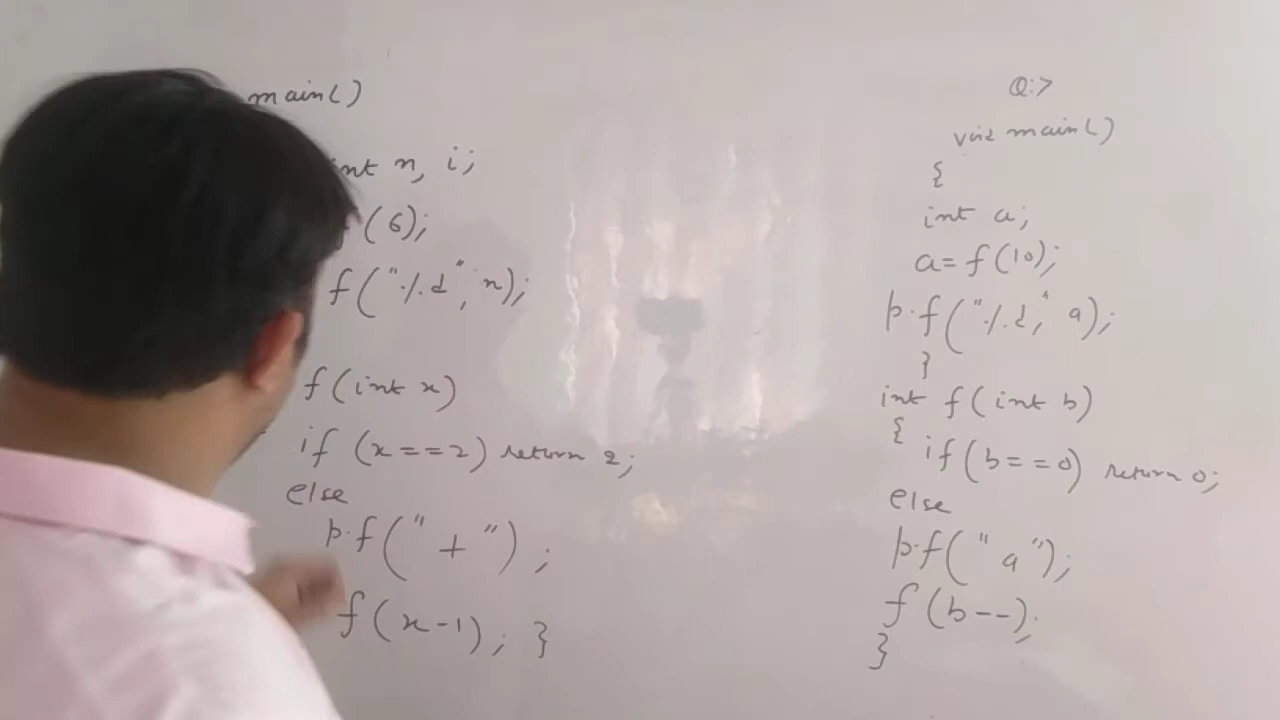 main()
int n, i;
f(6);
f("%d", n);
f(int x)
if (x==2) return 2;
else
p.f("+");
f(x-1); }
Q:7
void main()
{
int a;
a=f(10);
p.f("%d," a);
}
int f(int b)
{ if(b==0) return 0;
else
p.f("a");
f(b--);
}